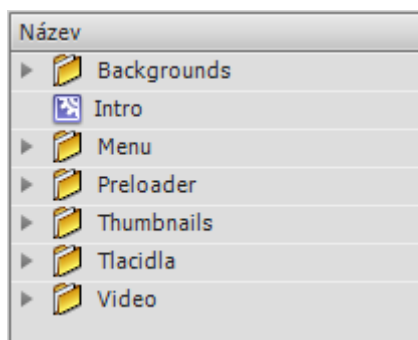 Název
Backgrounds
Intro
Menu
Preloader
Thumbnails
Tlacidla
Video